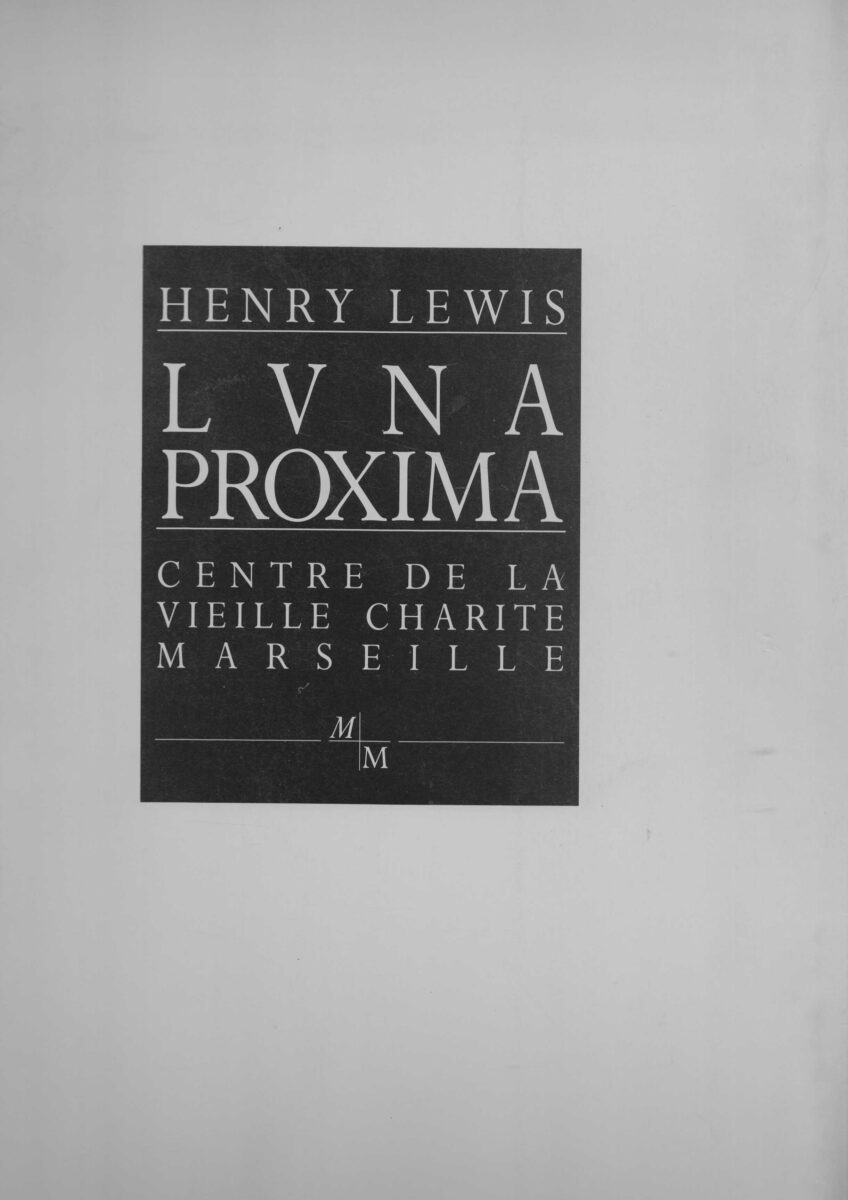 HENRY LEWIS
LVNA
PROXIMA
CENTRE DE LA
VIEILLE CHARITE
MARSEILLE
M
M